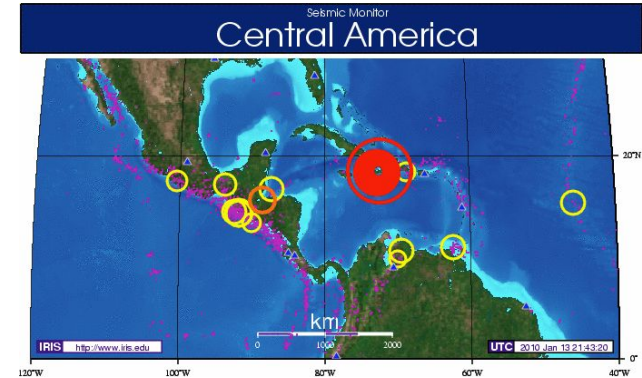 Seismic Monitor
Central America
20°N
km
0 1000 2000
IRIS http://www.iris.edu
UTC 2010 Jan 13 21:43:20
120°W 100°W 80°W 60°W 40°W 0°